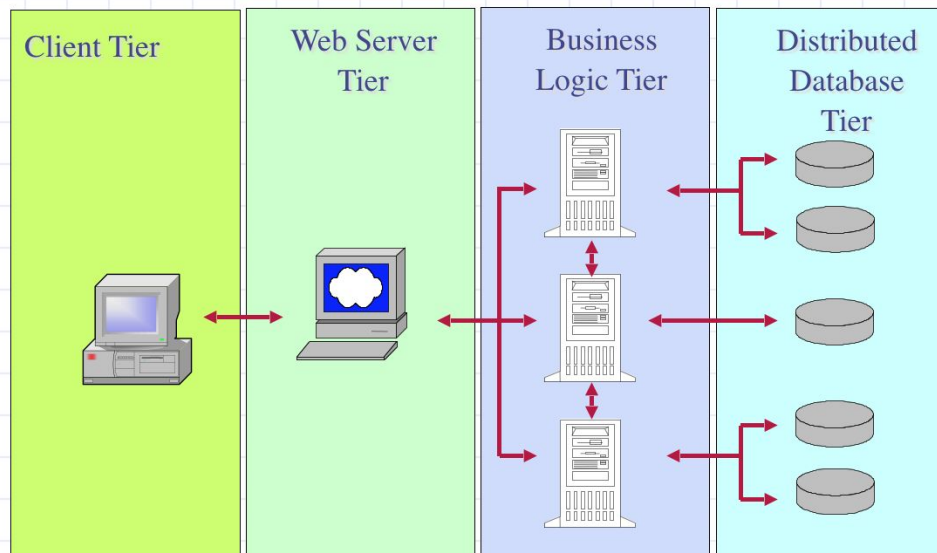 Client Tier
Web Server
Tier
Business
Logic Tier
Distributed
Database
Tier